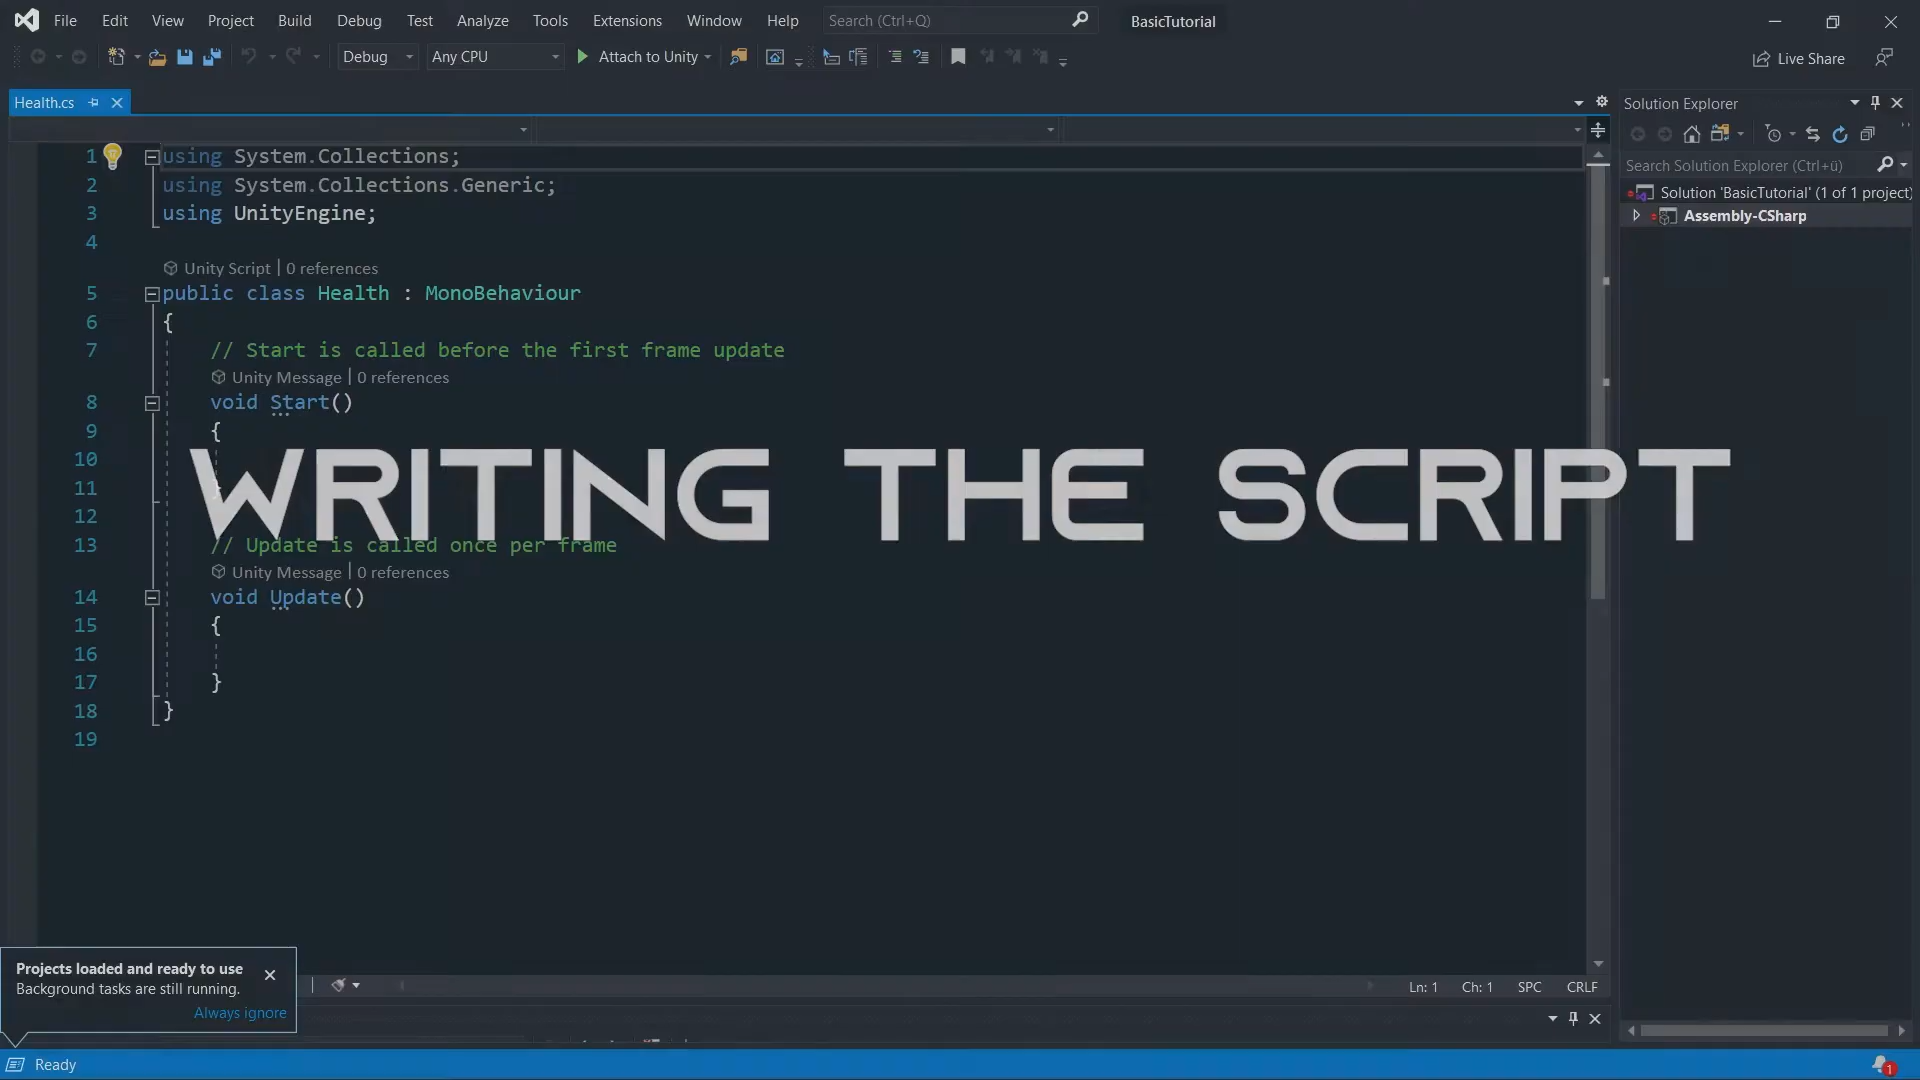 File Edit View Project Build Debug Test Analyze Tools Extensions Window Help Search (Ctrl+Q) BasicTutorial
Debug Any CPU Attach to Unity Live Share
Health.cs
Solution Explorer
Search Solution Explorer (Ctrl+ü)
Solution 'BasicTutorial' (1 of 1 project)
Assembly-CSharp
1 using System.Collections;
2 using System.Collections.Generic;
3 using UnityEngine;
4
Unity Script | 0 references
5 public class Health : MonoBehaviour
6 {
7 // Start is called before the first frame update
Unity Message | 0 references
8 void Start()
9 {
10
11 }
12
WRITING THE SCRIPT
13 // Update is called once per frame
Unity Message | 0 references
14 void Update()
15 {
16
17 }
18 }
19
Projects loaded and ready to use
Background tasks are still running.
Always ignore
Ln: 1 Ch: 1 SPC CRLF
Ready 1